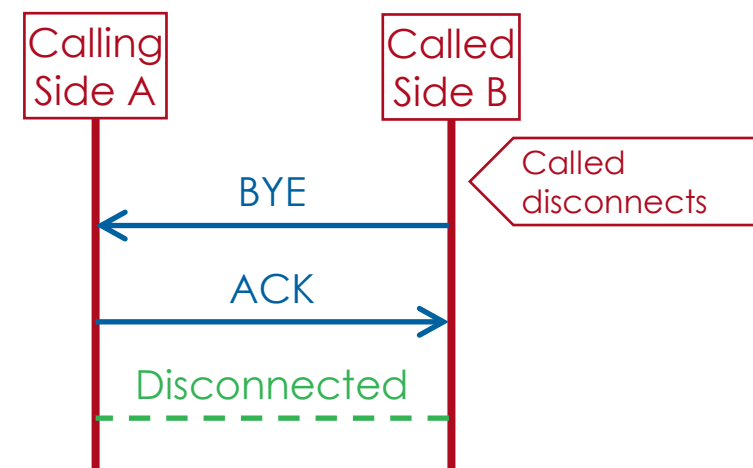 Calling
Side A
Called
Side B
Called
disconnects
BYE
ACK
Disconnected